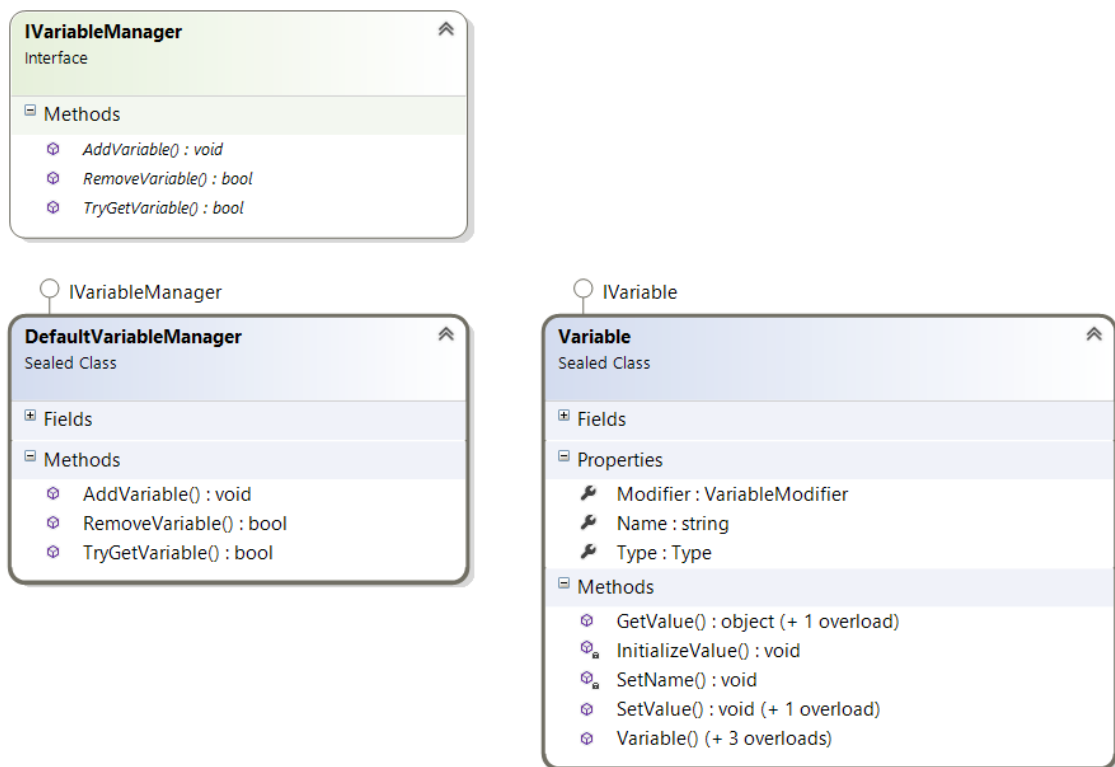 IVariableManager
Interface
Methods
AddVariable() : void
RemoveVariable() : bool
TryGetVariable() : bool
IVariableManager
DefaultVariableManager
Sealed Class
Fields
Methods
AddVariable() : void
RemoveVariable() : bool
TryGetVariable() : bool
IVariable
Variable
Sealed Class
Fields
Properties
Modifier : VariableModifier
Name : string
Type : Type
Methods
GetValue() : object (+ 1 overload)
InitializeValue() : void
SetName() : void
SetValue() : void (+ 1 overload)
Variable() (+ 3 overloads)